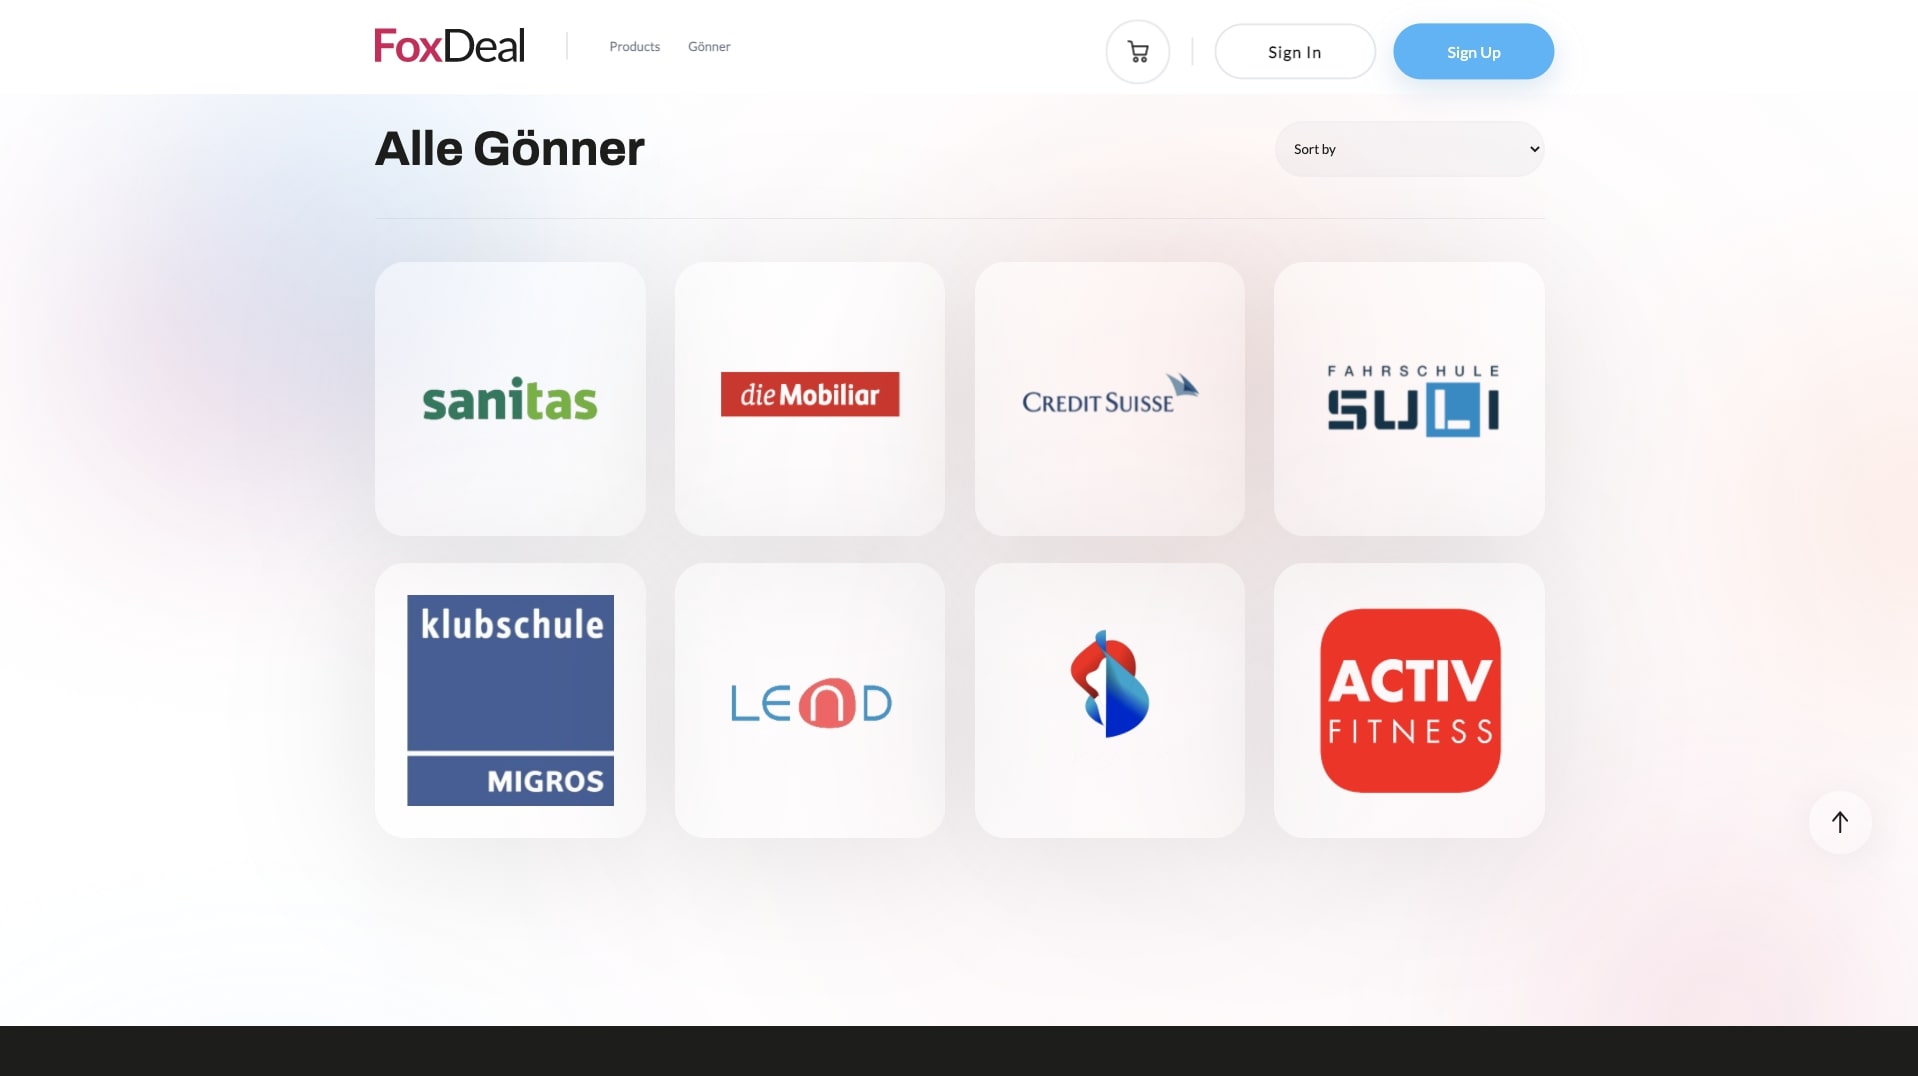 FoxDeal
Products
Gönner
Sign In
Sign Up
Alle Gönner
Sort by
sanitas
die Mobiliar
CREDIT SUISSE
FAHRSCHULE
SULI
klubschule
MIGROS
LEND
ACTIV
FITNESS